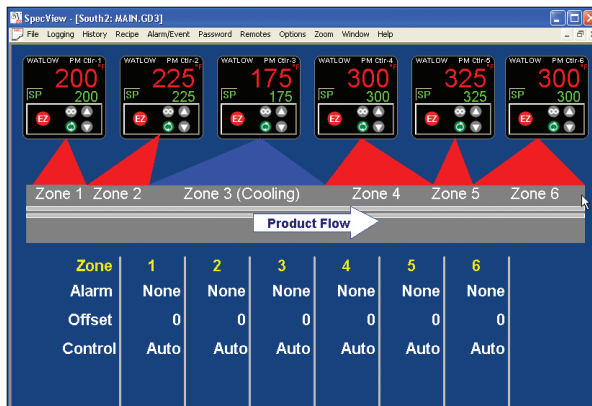 SpecView - [South2: MAIN.GD3]
File Logging History Recipe Alarm/Event Password Remotes Options Zoom Window Help
WATLOW PM Ctlr-1 WATLOW PM Ctlr-2 WATLOW PM Ctlr-3 WATLOW PM Ctlr-4 WATLOW PM Ctlr-5 WATLOW PM Ctlr-6
200 °F 225 °F 175 °F 300 °F 325 °F 300 °F
SP 200 SP 225 SP 175 SP 300 SP 325 SP 300
EZ EZ EZ EZ EZ EZ
Zone 1 Zone 2 Zone 3 (Cooling) Zone 4 Zone 5 Zone 6
Product Flow
Zone 1 2 3 4 5 6
Alarm None None None None None None
Offset 0 0 0 0 0 0
Control Auto Auto Auto Auto Auto Auto